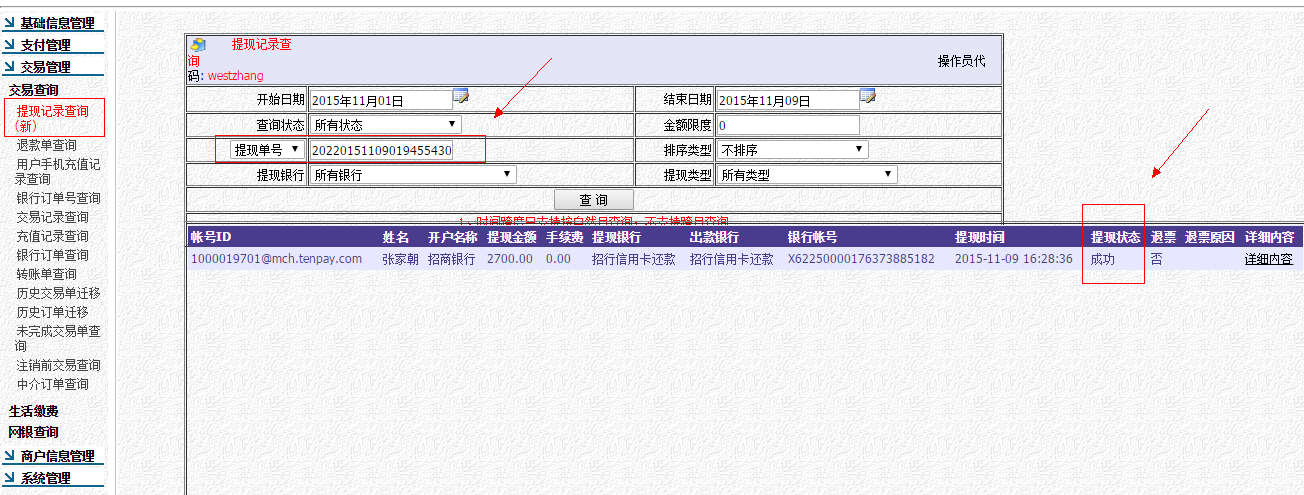 基础信息管理
支付管理
交易管理
交易查询
提现记录查询
（新）
退款单查询
用户手机充值记
录查询
银行订单号查询
交易记录查询
充值记录查询
银行订单查询
转账单查询
历史交易单迁移
历史订单迁移
未完成交易单查
询
注销前交易查询
中介订单查询
生活缴费
网银查询
商户信息管理
系统管理
提现记录查
询 操作员代
码: westzhang
开始日期 2015年11月01日 结束日期 2015年11月09日
查询状态 所有状态 金额限度 0
提现单号 20220151109019455430 排序类型 不排序
提现银行 所有银行 提现类型 所有类型
查 询
1、时间跨度只支持按自然月查询；不支持跨月查询
帐号ID 姓名 开户名称 提现金额 手续费 提现银行 出款银行 银行帐号 提现时间 提现状态 退票 退票原因 详细内容
1000019701@mch.tenpay.com 张家朝 招商银行 2700.00 0.00 招行信用卡还款 招行信用卡还款 X62250000176373885182 2015-11-09 16:28:36 成功 否 详细内容